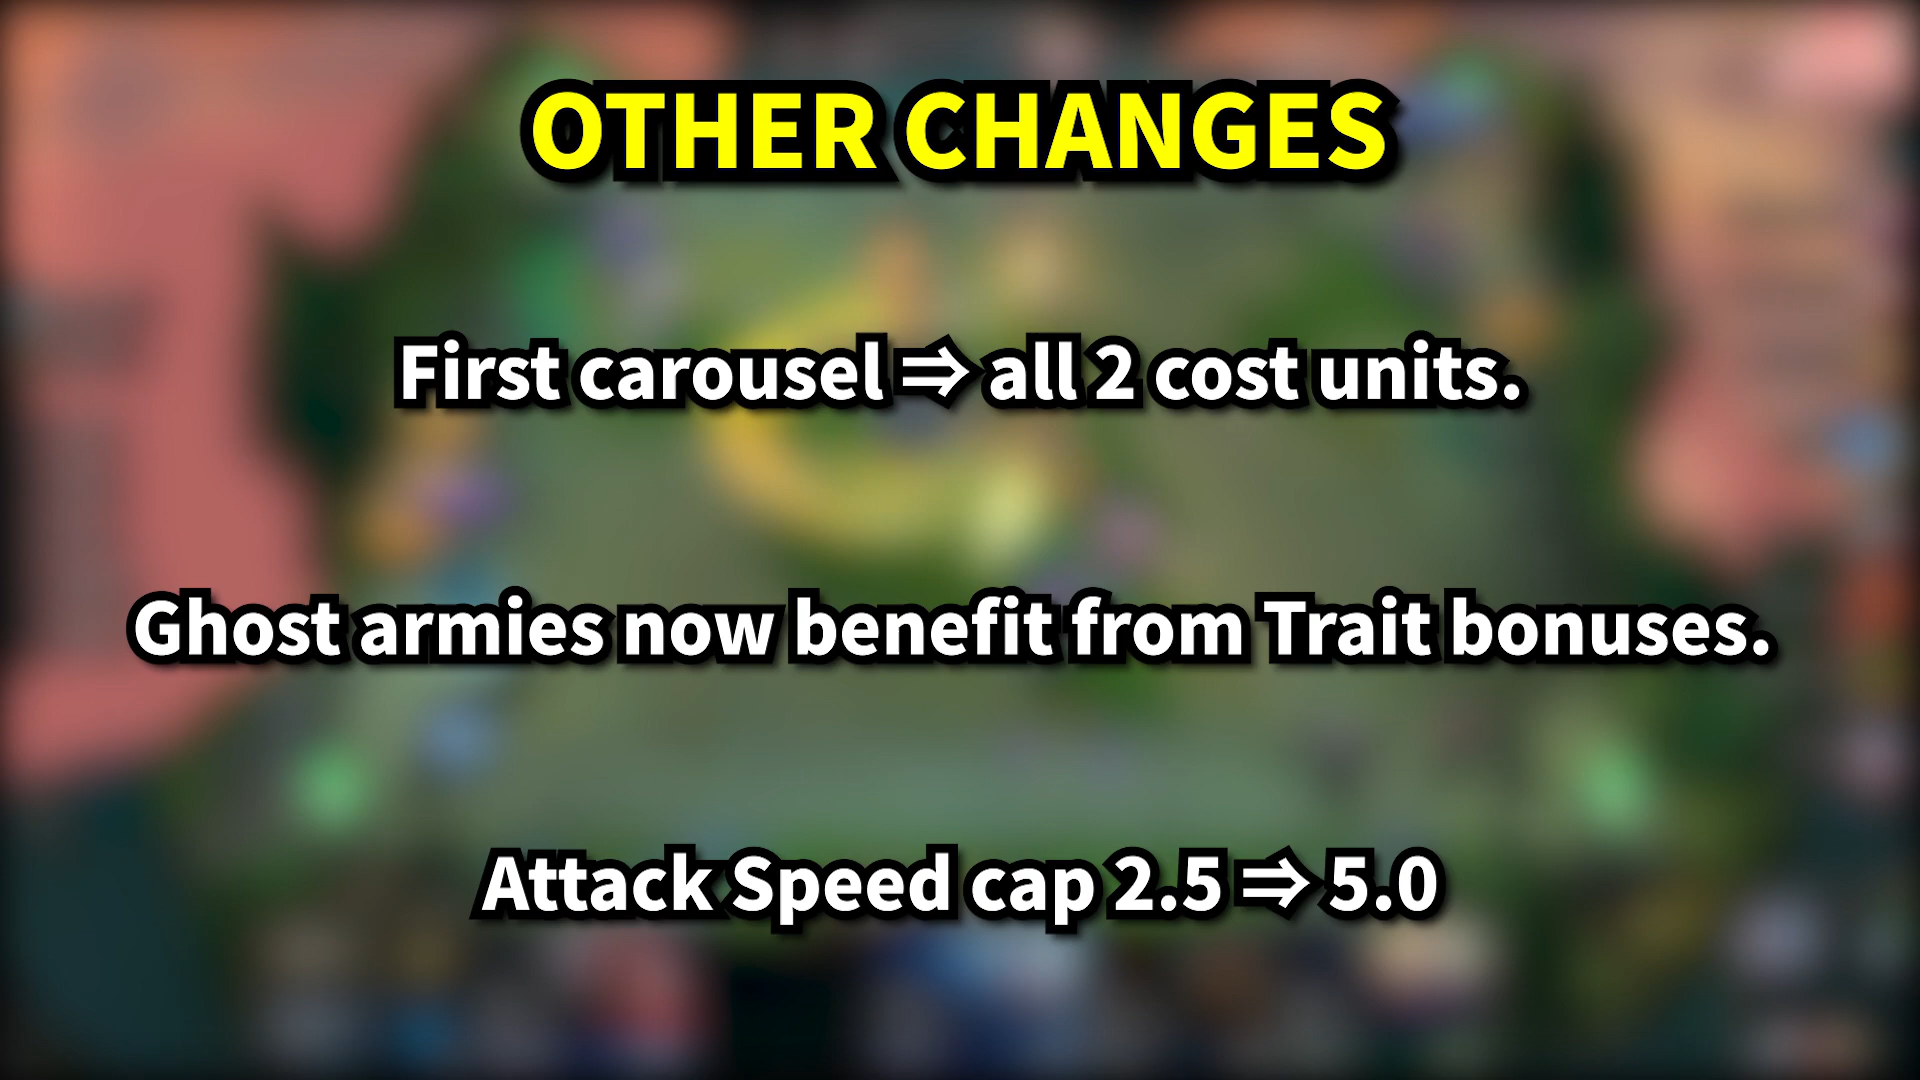 OTHER CHANGES
First carousel ⇒ all 2 cost units.
Ghost armies now benefit from Trait bonuses.
Attack Speed cap 2.5 ⇒ 5.0